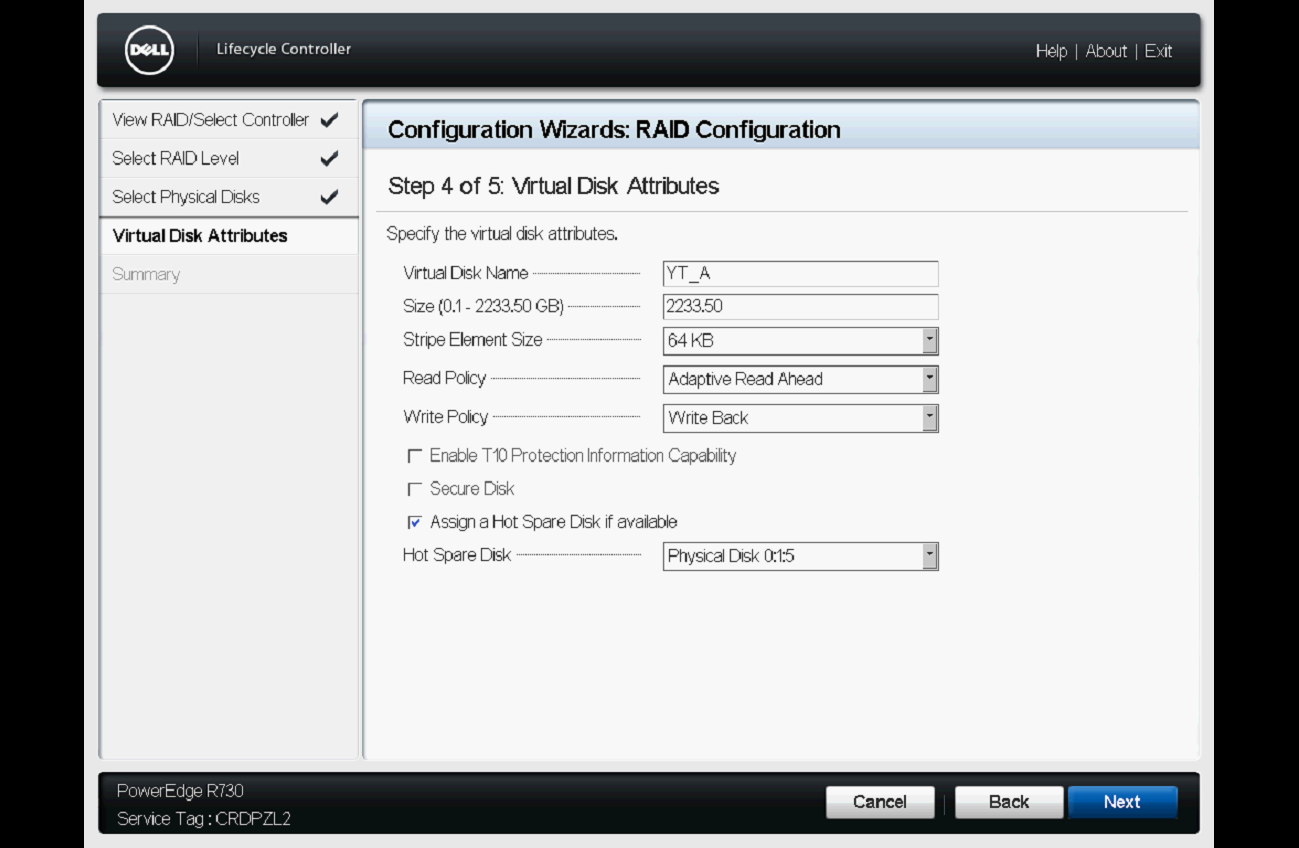 DELL
Lifecycle Controller
Help | About | Exit
View RAID/Select Controller
Select RAID Level
Select Physical Disks
Virtual Disk Attributes
Summary
Configuration Wizards: RAID Configuration
Step 4 of 5: Virtual Disk Attributes
Specify the virtual disk attributes.
Virtual Disk Name YT_A
Size (0.1 - 2233.50 GB) 2233.50
Stripe Element Size 64 KB
Read Policy Adaptive Read Ahead
Write Policy Write Back
Enable T10 Protection Information Capability
Secure Disk
Assign a Hot Spare Disk if available
Hot Spare Disk Physical Disk 0:1:5
PowerEdge R730
Service Tag : CRDPZL2
Cancel Back Next